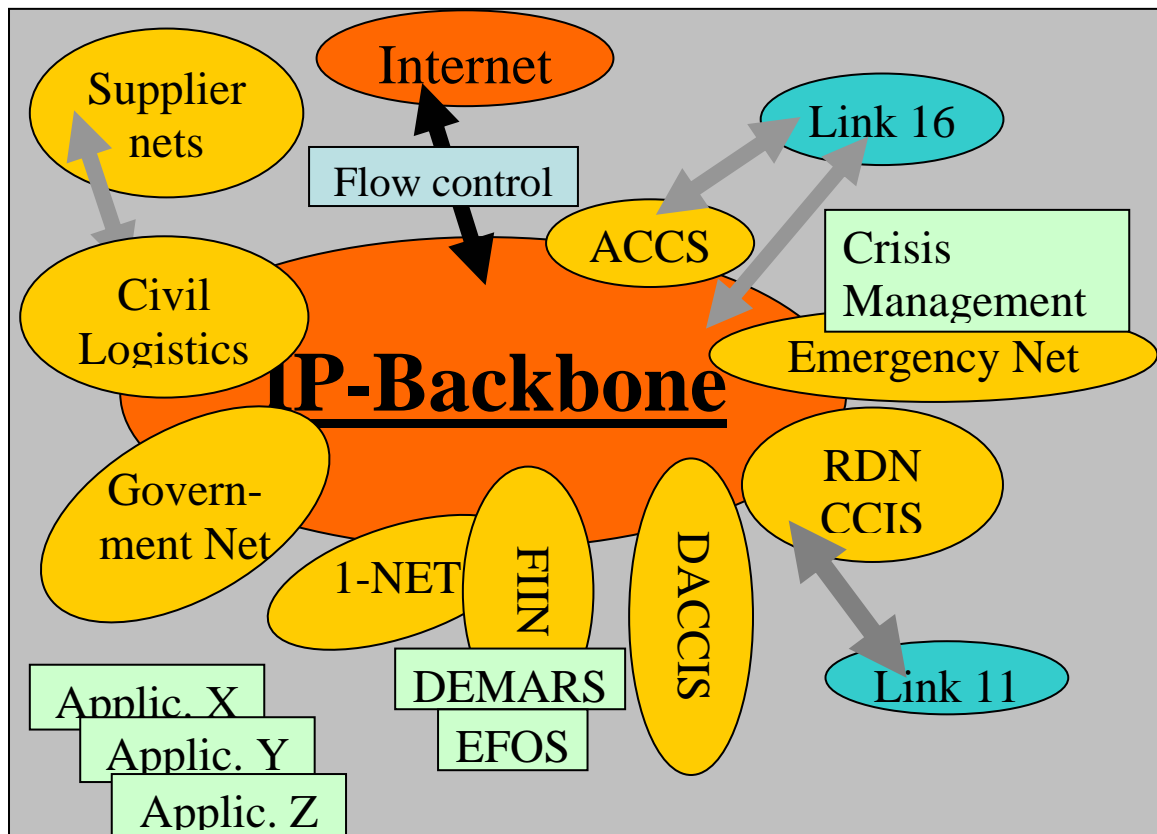 Supplier
nets
Internet
Link 16
Flow control
ACCS
Crisis
Management
Civil
Logistics
IP-Backbone
Emergency Net
RDN
CCIS
Govern-
ment Net
1-NET
FIIN
DACCIS
DEMARS
EFOS
Link 11
Applic. X
Applic. Y
Applic. Z